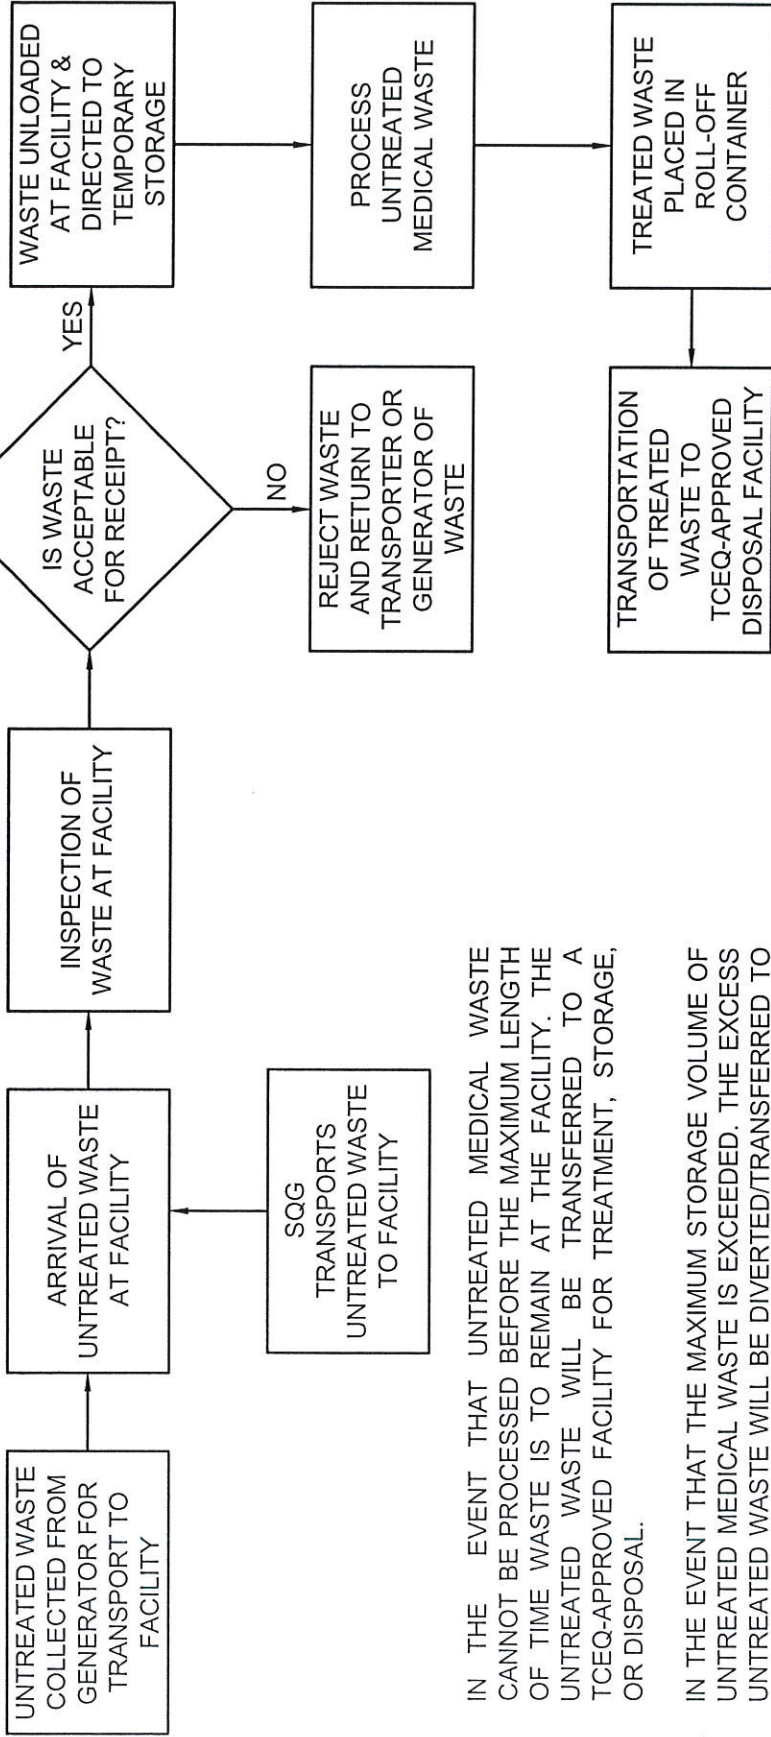 UNTREATED WASTE
COLLECTED FROM
GENERATOR FOR
TRANSPORT TO
FACILITY
ARRIVAL OF
UNTREATED WASTE
AT FACILITY
SQG
TRANSPORTS
UNTREATED WASTE
TO FACILITY
INSPECTION OF
WASTE AT FACILITY
IS WASTE
ACCEPTABLE
FOR RECEIPT?
YES
NO
WASTE UNLOADED
AT FACILITY &
DIRECTED TO
TEMPORARY
STORAGE
REJECT WASTE
AND RETURN TO
TRANSPORTER OR
GENERATOR OF
WASTE
PROCESS
UNTREATED
MEDICAL WASTE
TREATED WASTE
PLACED IN
ROLL-OFF
CONTAINER
TRANSPORTATION
OF TREATED
WASTE TO
TCEQ-APPROVED
DISPOSAL FACILITY
IN THE EVENT THAT UNTREATED MEDICAL WASTE
CANNOT BE PROCESSED BEFORE THE MAXIMUM LENGTH
OF TIME WASTE IS TO REMAIN AT THE FACILITY. THE
UNTREATED WASTE WILL BE TRANSFERRED TO A
TCEQ-APPROVED FACILITY FOR TREATMENT, STORAGE,
OR DISPOSAL.
IN THE EVENT THAT THE MAXIMUM STORAGE VOLUME OF
UNTREATED MEDICAL WASTE IS EXCEEDED. THE EXCESS
UNTREATED WASTE WILL BE DIVERTED/TRANSFERRED TO